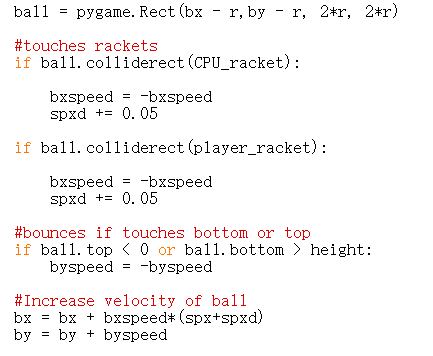 ball = pygame.Rect(bx - r,by - r, 2*r, 2*r)
#touches rackets
if ball.colliderect(CPU_racket):
bxspeed = -bxspeed
spxd += 0.05
if ball.colliderect(player_racket):
bxspeed = -bxspeed
spxd += 0.05
#bounces if touches bottom or top
if ball.top < 0 or ball.bottom > height:
byspeed = -byspeed
#Increase velocity of ball
bx = bx + bxspeed*(spx+spxd)
by = by + byspeed